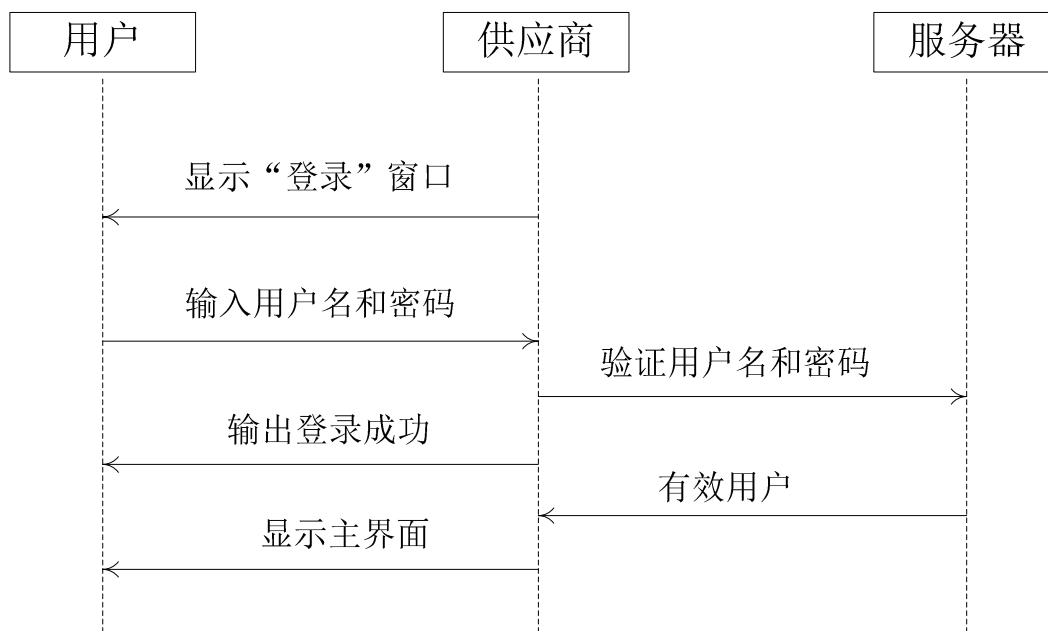 用户
供应商
服务器
显示“登录”窗口
输入用户名和密码
验证用户名和密码
输出登录成功
有效用户
显示主界面